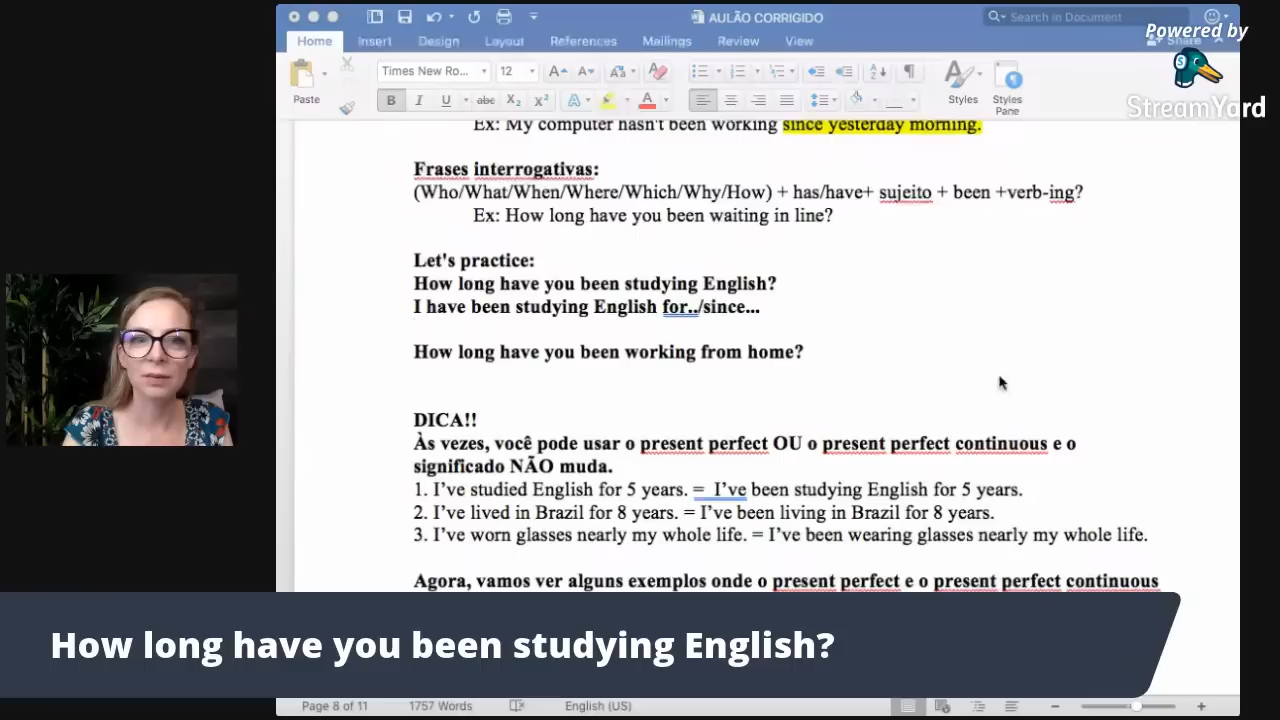 AULÃO CORRIGIDO
Search in Document
Powered by
Home Insert Design Layout References Mailings Review View
Share
StreamYard
Times New Ro... 12
Paste
Styles
Styles Pane
Ex: My computer hasn't been working since yesterday morning.
Frases interrogativas:
(Who/What/When/Where/Which/Why/How) + has/have+ sujeito + been +verb-ing?
Ex: How long have you been waiting in line?
Let's practice:
How long have you been studying English?
I have been studying English for../since...
How long have you been working from home?
DICA!!
Às vezes, você pode usar o present perfect OU o present perfect continuous e o
significado NÃO muda.
1. I’ve studied English for 5 years. = I’ve been studying English for 5 years.
2. I’ve lived in Brazil for 8 years. = I’ve been living in Brazil for 8 years.
3. I’ve worn glasses nearly my whole life. = I’ve been wearing glasses nearly my whole life.
Agora, vamos ver alguns exemplos onde o present perfect e o present perfect continuous
How long have you been studying English?
Page 8 of 11 1757 Words English (US)